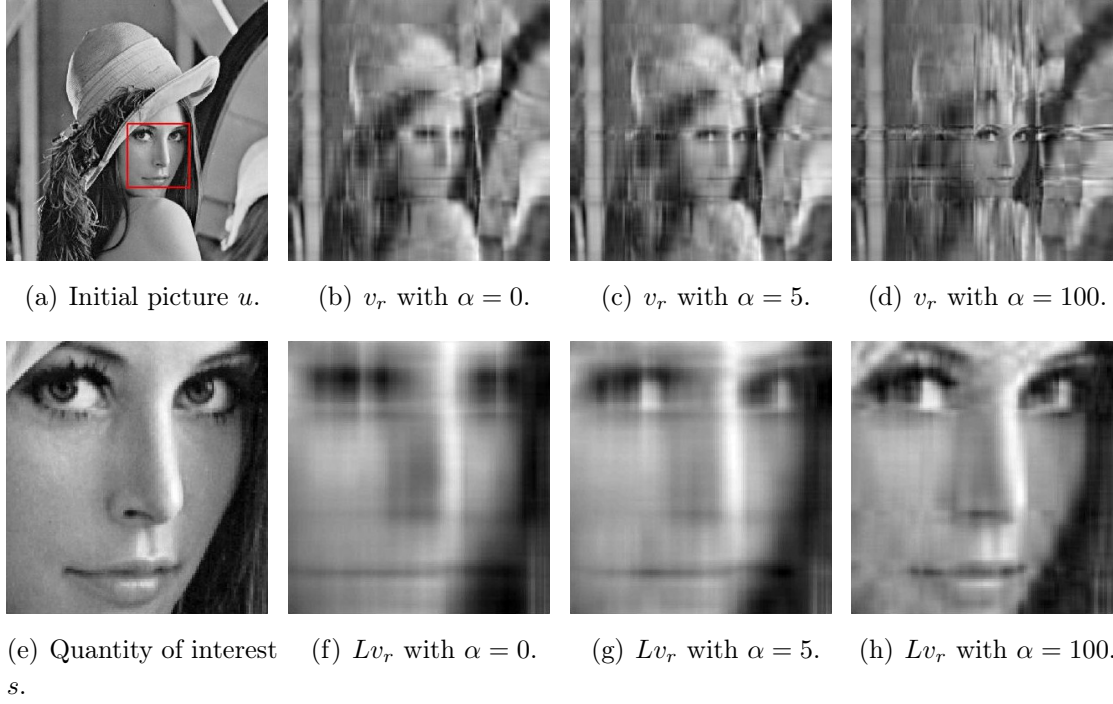 (a) Initial picture u.
(b) v_r with α = 0.
(c) v_r with α = 5.
(d) v_r with α = 100.
(e) Quantity of interest
s.
(f) Lv_r with α = 0.
(g) Lv_r with α = 5.
(h) Lv_r with α = 100.